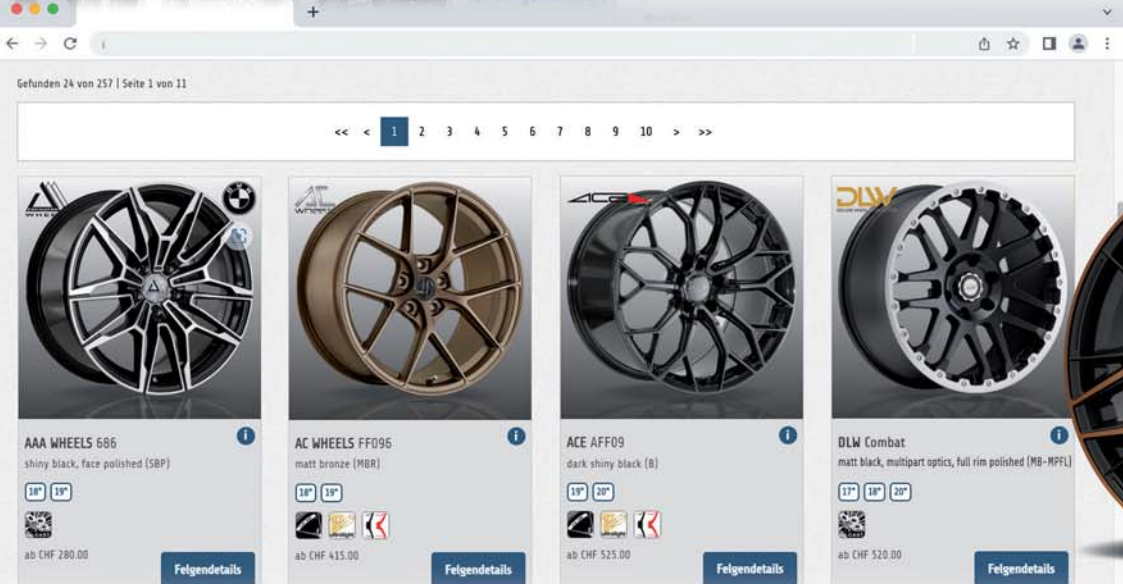 Gefunden 24 von 257 | Seite 1 von 11
<< < 1 2 3 4 5 6 7 8 9 10 > >>
AAA WHEELS 686
shiny black, face polished (SBP)
18" 19"
ab CHF 280.00
Felgendetails
AC WHEELS FF096
matt bronze (MBR)
18" 19"
ultralight
ab CHF 415.00
Felgendetails
ACE
ACE AFF09
dark shiny black (B)
19" 20"
ultralight
ab CHF 525.00
Felgendetails
DLW
DLW Combat
matt black, multipart optics, full rim polished (MB-MPFL)
17" 18" 20"
ab CHF 520.00
Felgendetails